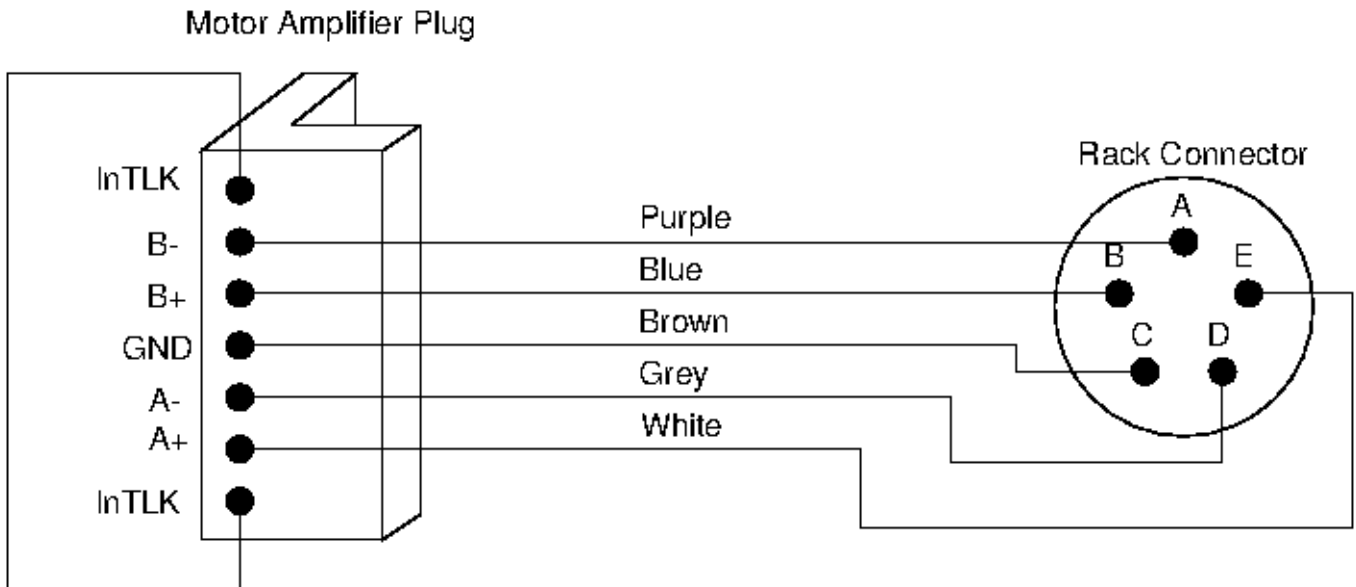 Motor Amplifier Plug
Rack Connector
InTLK
B-
B+
GND
A-
A+
InTLK
Purple
Blue
Brown
Grey
White
A
B
E
C
D